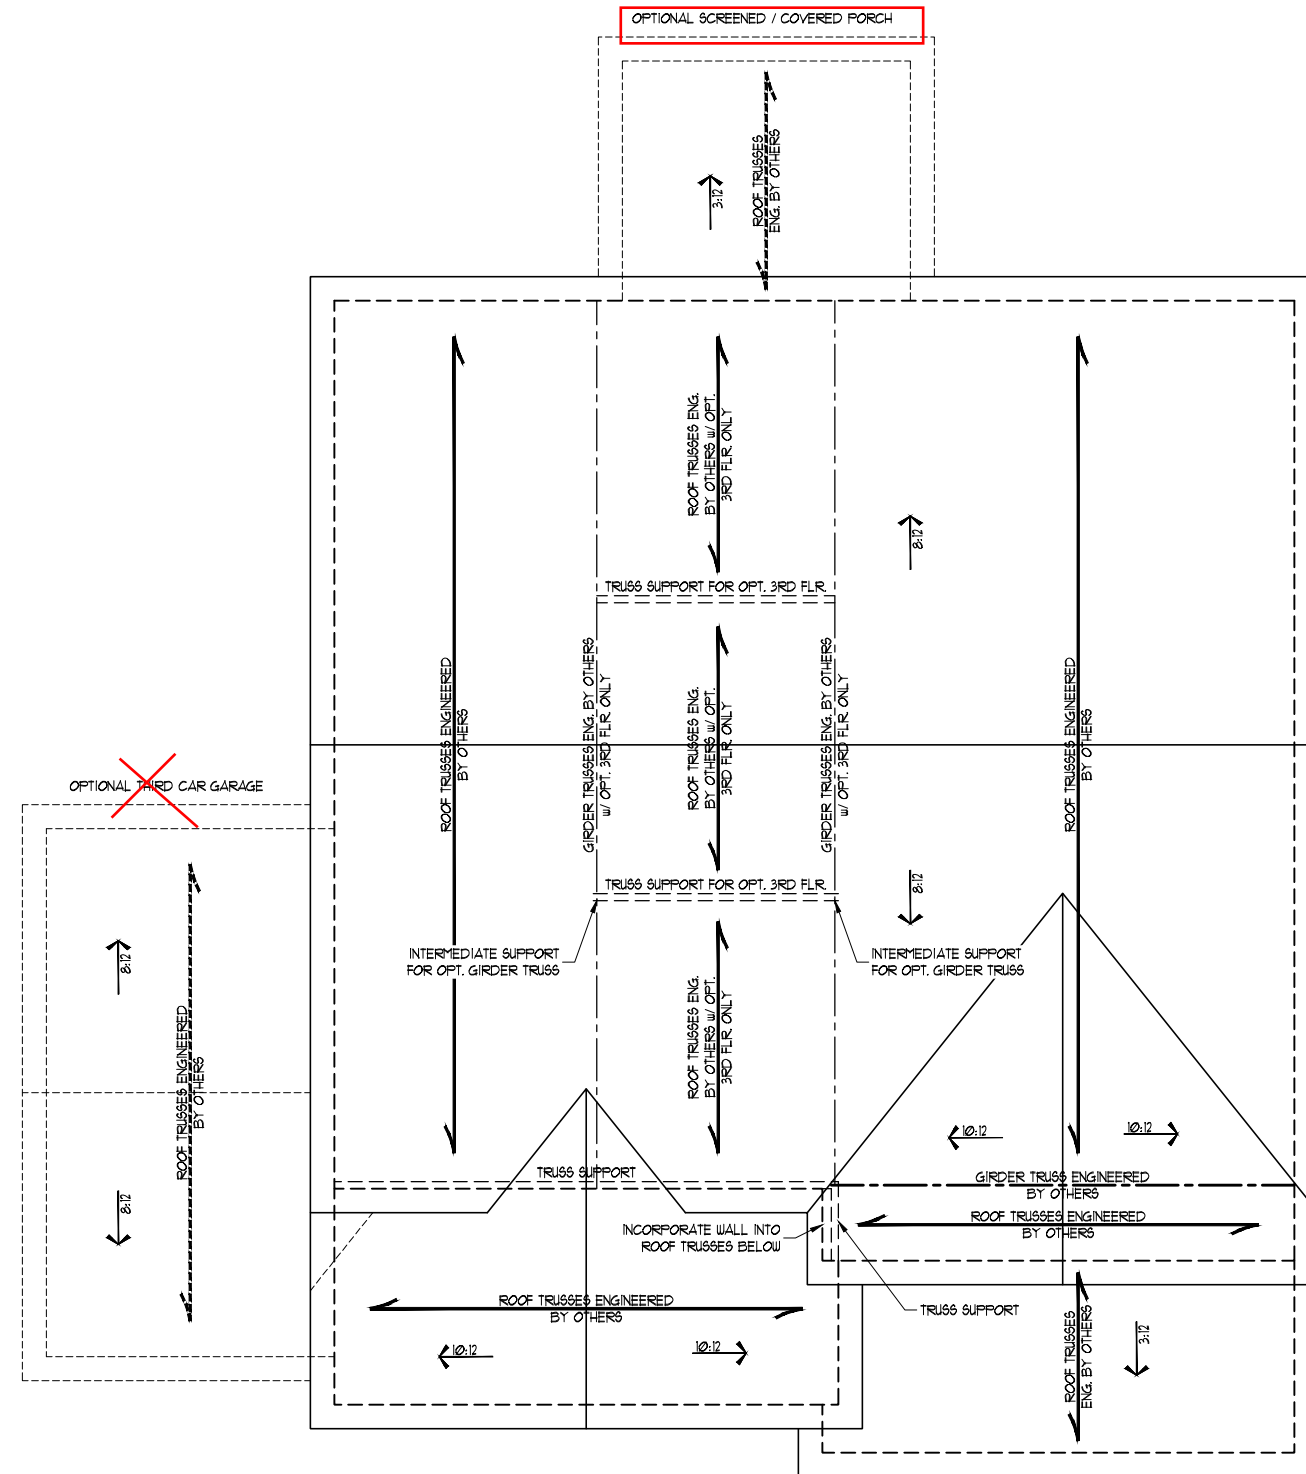 OPTIONAL SCREENED / COVERED PORCH
ROOF TRUSSES
ENG. BY OTHERS
3:12
ROOF TRUSSES ENG.
BY OTHERS w/ OPT.
3RD FLR. ONLY
8:12
TRUSS SUPPORT FOR OPT. 3RD FLR.
ROOF TRUSSES ENGINEERED
BY OTHERS
GIRDER TRUSSES ENG. BY OTHERS
w/ OPT. 3RD FLR. ONLY
ROOF TRUSSES ENG.
BY OTHERS w/ OPT.
3RD FLR. ONLY
GIRDER TRUSSES ENG. BY OTHERS
w/ OPT. 3RD FLR. ONLY
ROOF TRUSSES ENGINEERED
BY OTHERS
OPTIONAL THIRD CAR GARAGE
TRUSS SUPPORT FOR OPT. 3RD FLR.
8:12
INTERMEDIATE SUPPORT
FOR OPT. GIRDER TRUSS
INTERMEDIATE SUPPORT
FOR OPT. GIRDER TRUSS
8:12
ROOF TRUSSES ENGINEERED
BY OTHERS
ROOF TRUSSES ENG.
BY OTHERS w/ OPT.
3RD FLR. ONLY
10:12
10:12
TRUSS SUPPORT
GIRDER TRUSS ENGINEERED
BY OTHERS
8:12
ROOF TRUSSES ENGINEERED
BY OTHERS
INCORPORATE WALL INTO
ROOF TRUSSES BELOW
ROOF TRUSSES ENGINEERED
BY OTHERS
TRUSS SUPPORT
10:12
10:12
ROOF TRUSSES
ENG. BY OTHERS
3:12